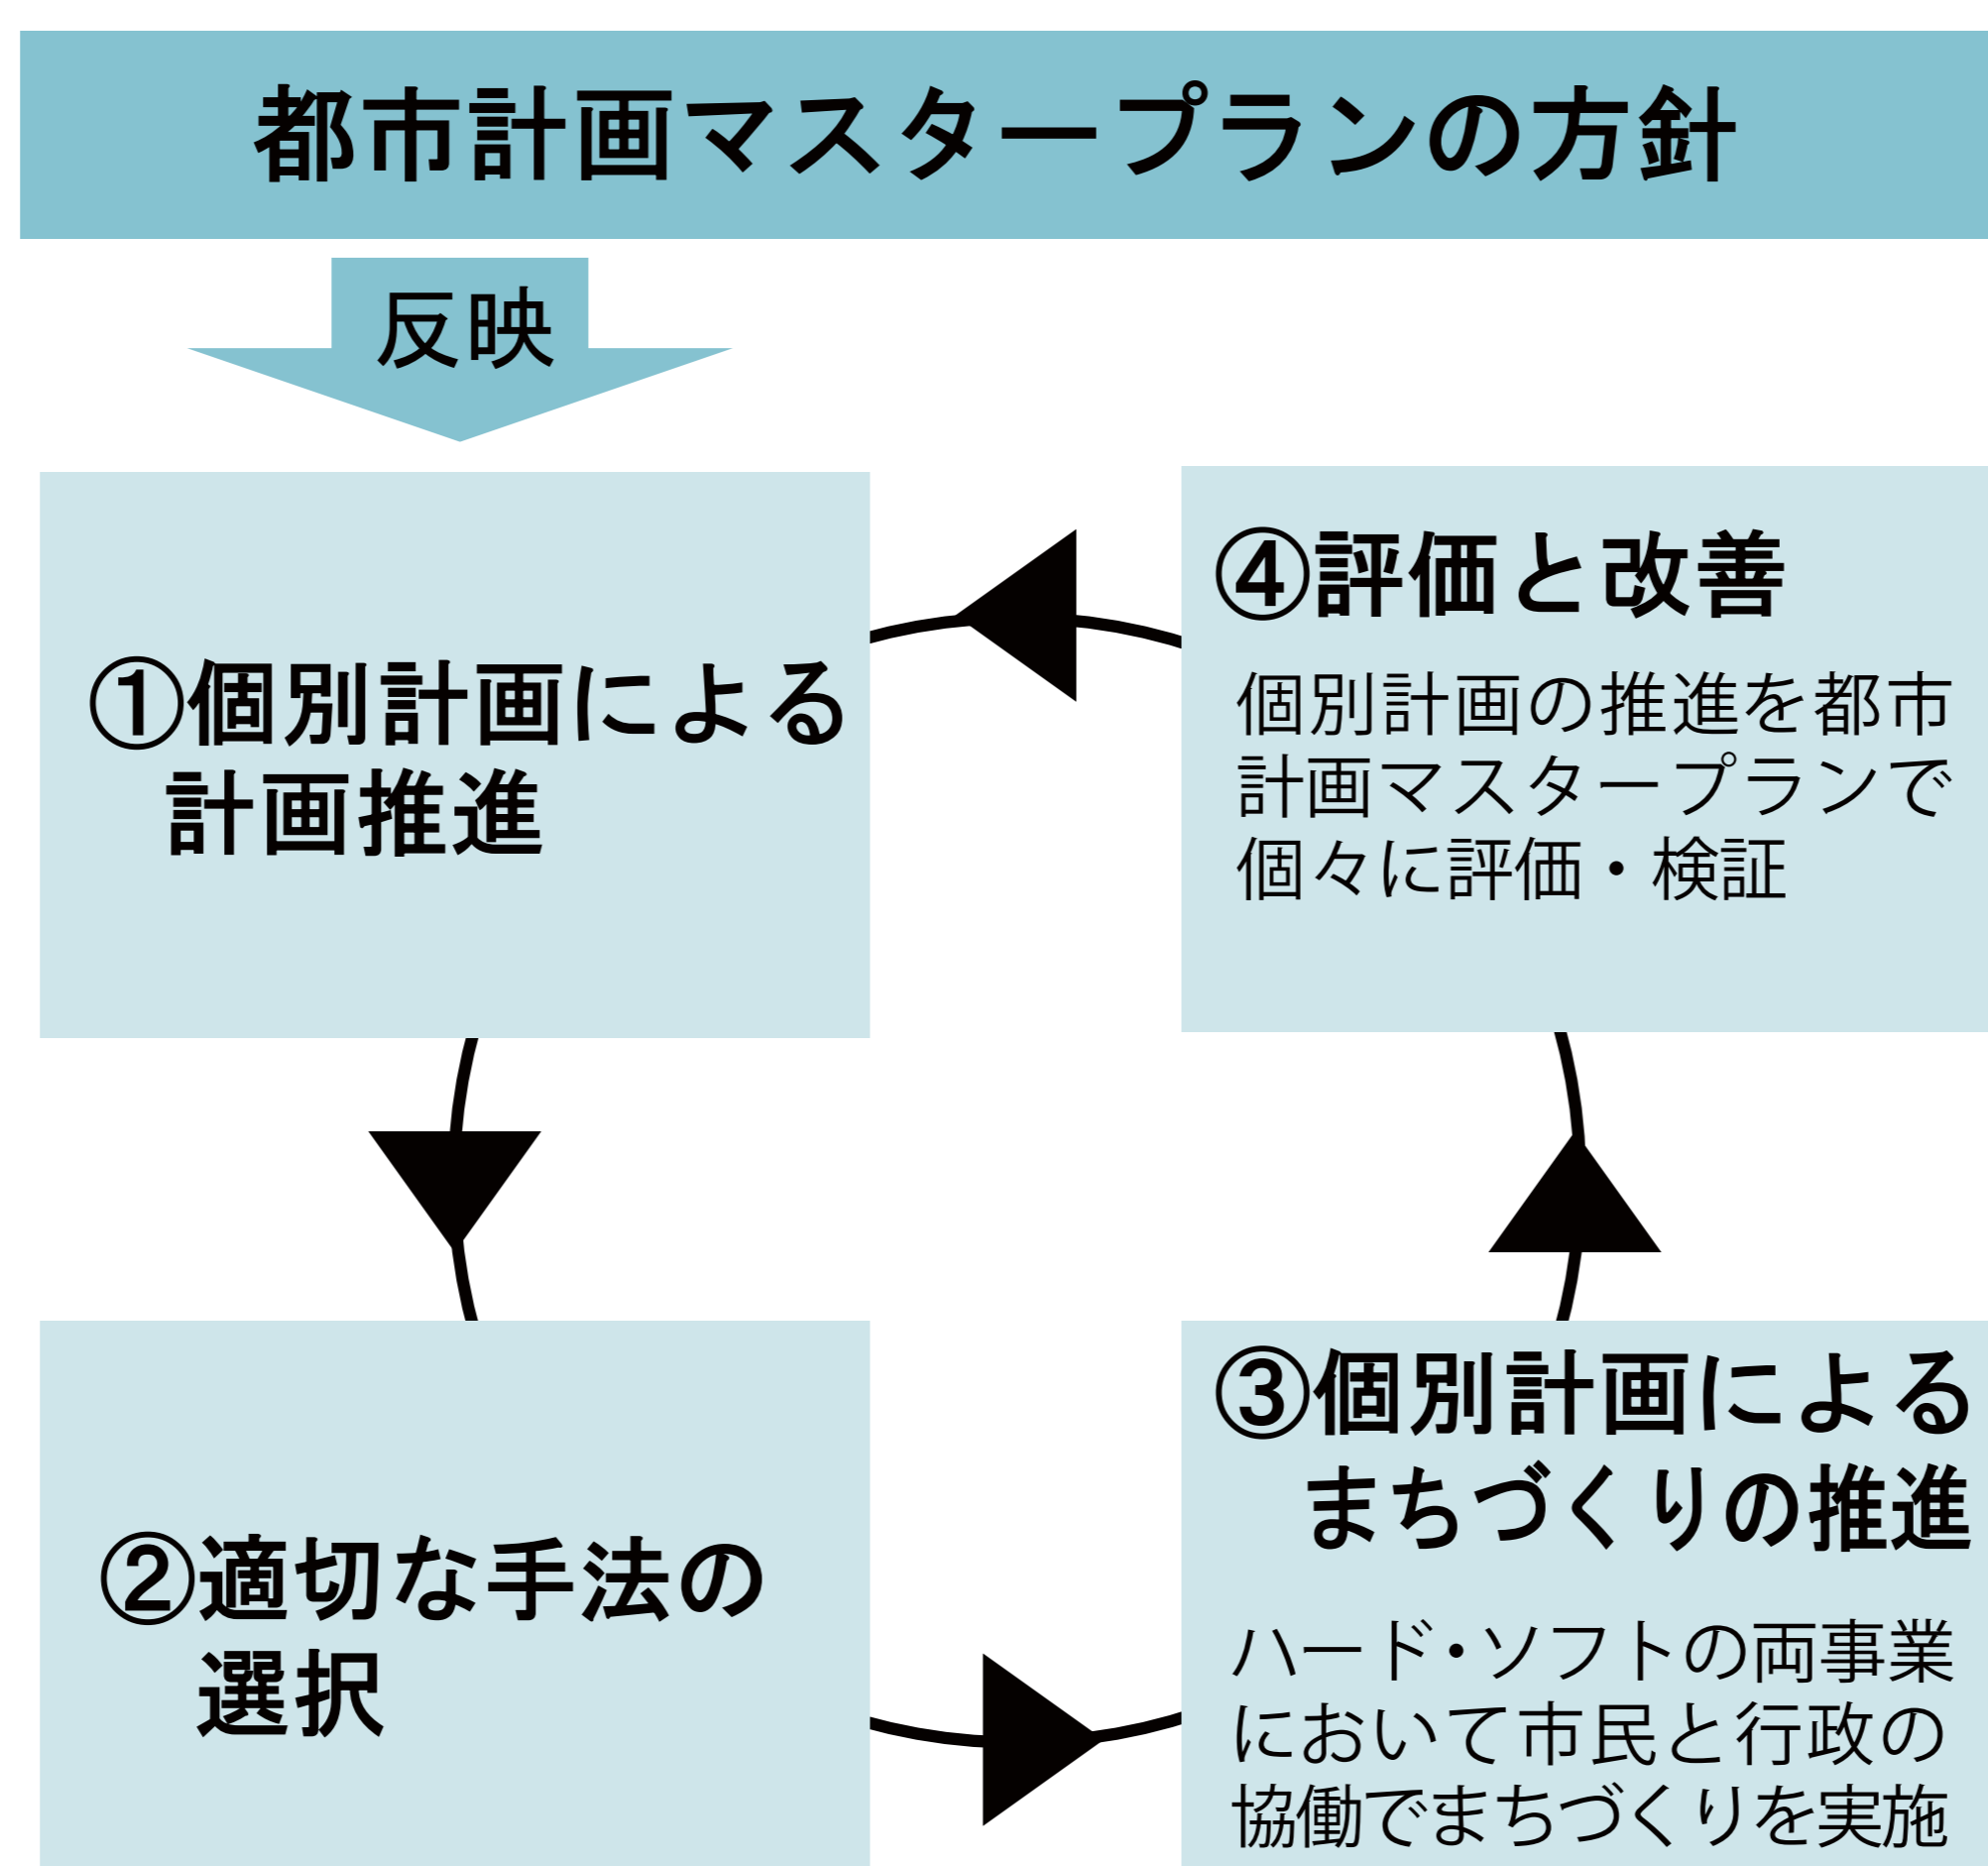 都市計画マスタープランの方針
反映
①個別計画による
計画推進
②適切な手法の
選択
③個別計画による
まちづくりの推進
ハード・ソフトの両事業
において市民と行政の
協働でまちづくりを実施
④評価と改善
個別計画の推進を都市
計画マスタープランで
個々に評価・検証